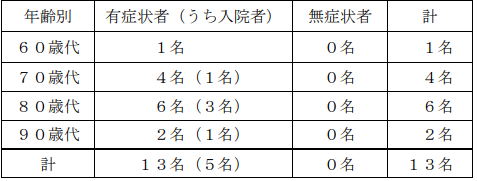 年齢別 有症状者（うち入院者） 無症状者 計
６０歳代 １名 ０名 １名
７０歳代 ４名（１名） ０名 ４名
８０歳代 ６名（３名） ０名 ６名
９０歳代 ２名（１名） ０名 ２名
計 １３名（５名） ０名 １３名